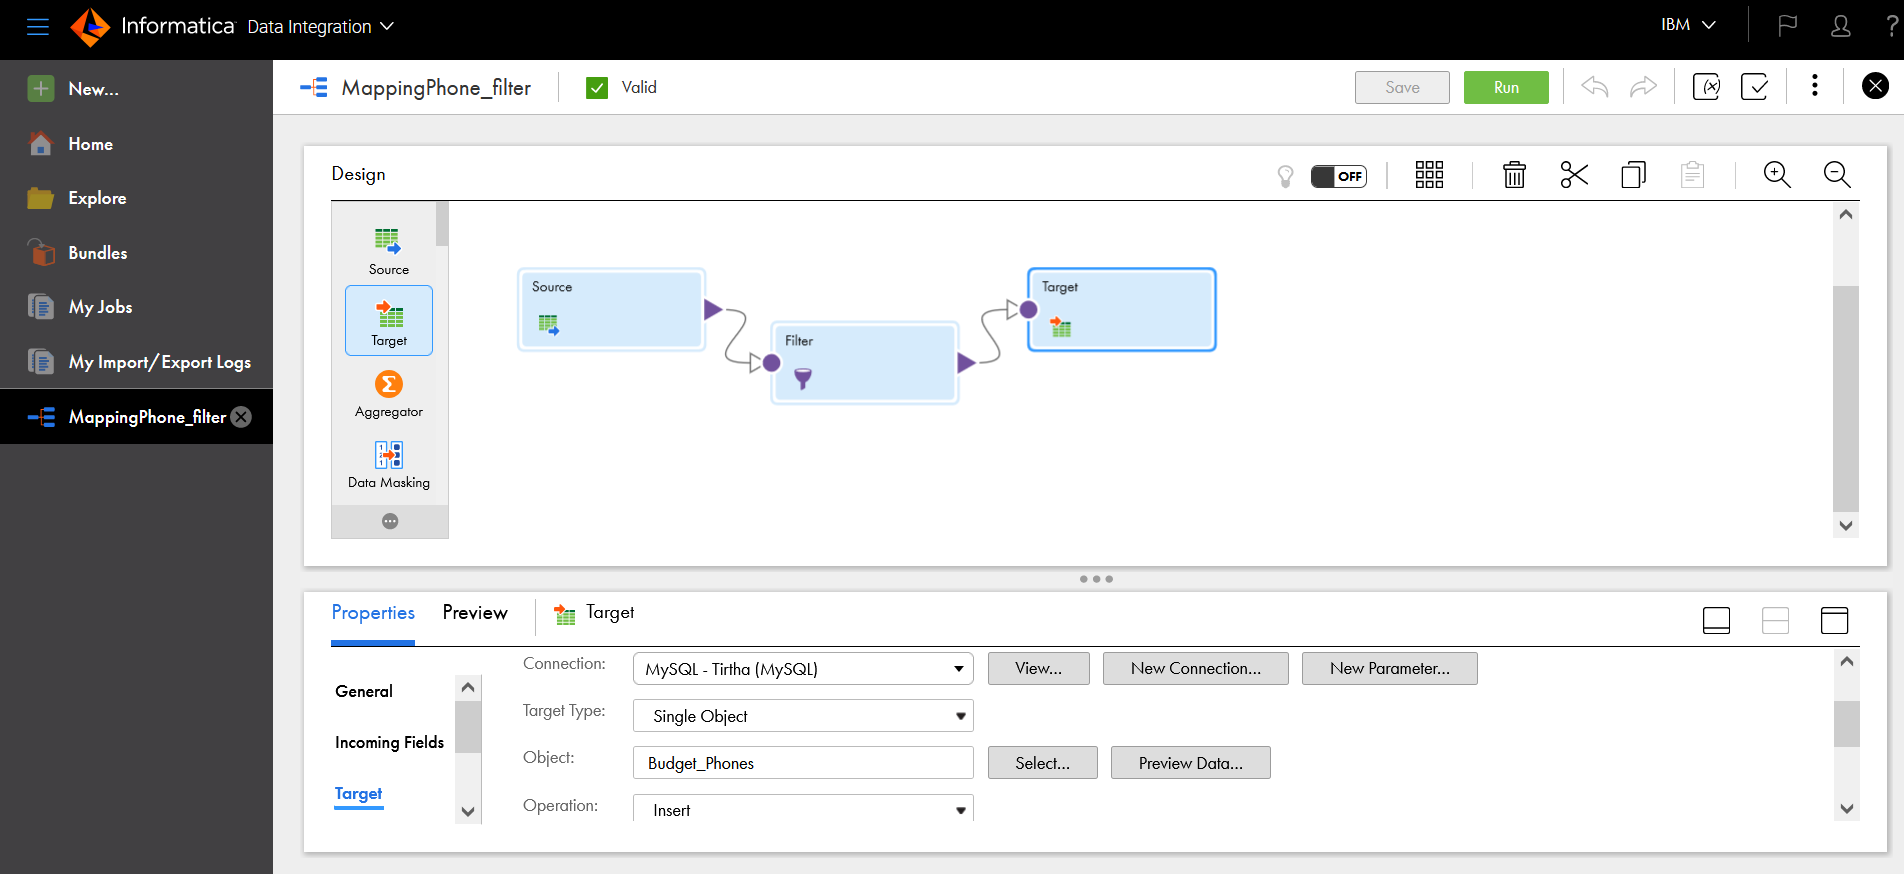 Informatica Data Integration
IBM
?
New...
Home
Explore
Bundles
My Jobs
My Import/Export Logs
MappingPhone_filter
MappingPhone_filter
Valid
Save
Run
(x)
Design
OFF
Source
Target
Aggregator
Data Masking
Source
Filter
Target
Properties
Preview
Target
General
Incoming Fields
Target
Connection:
MySQL - Tirtha (MySQL)
View...
New Connection...
New Parameter...
Target Type:
Single Object
Object:
Budget_Phones
Select...
Preview Data...
Operation:
Insert